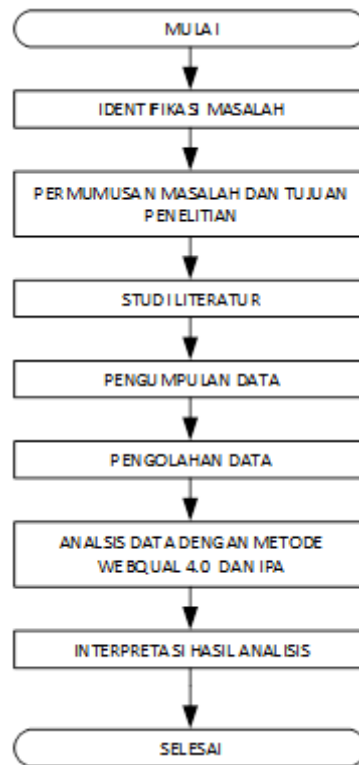 MULAI
IDENTIFIKASI MASALAH
PERMUMUSAN MASALAH DAN TUJUAN
PENELITIAN
STUDI LITERATUR
PENGUMPULAN DATA
PENGOLAHAN DATA
ANALSIS DATA DENGAN METODE
WEBQUAL 4.0 DAN IPA
INTERPRETASI HASIL ANALISIS
SELESAI